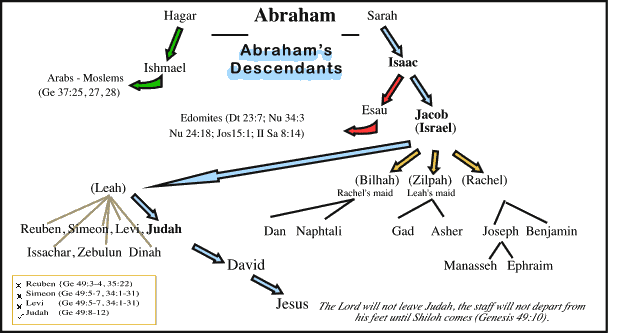 Hagar Abraham Sarah
Abraham's
Descendants
Ishmael
Isaac
Arabs - Moslems
(Ge 37:25, 27, 28)
Esau
Jacob
(Israel)
Edomites (Dt 23:7; Nu 34:3
Nu 24:18; Jos15:1; II Sa 8:14)
(Leah)
(Bilhah) (Zilpah) (Rachel)
Rachel's maid Leah's maid
Reuben, Simeon, Levi, Judah
Issachar, Zebulun Dinah
Dan Naphtali Gad Asher Joseph Benjamin
Manasseh Ephraim
David
Jesus
Reuben {Ge 49:3-4, 35:22)
Simeon (Ge 49:5-7, 34:1-31)
Levi (Ge 49:5-7, 34:1-31)
Judah (Ge 49:8-12)
The Lord will not leave Judah, the staff will not depart from
his feet until Shiloh comes (Genesis 49:10).